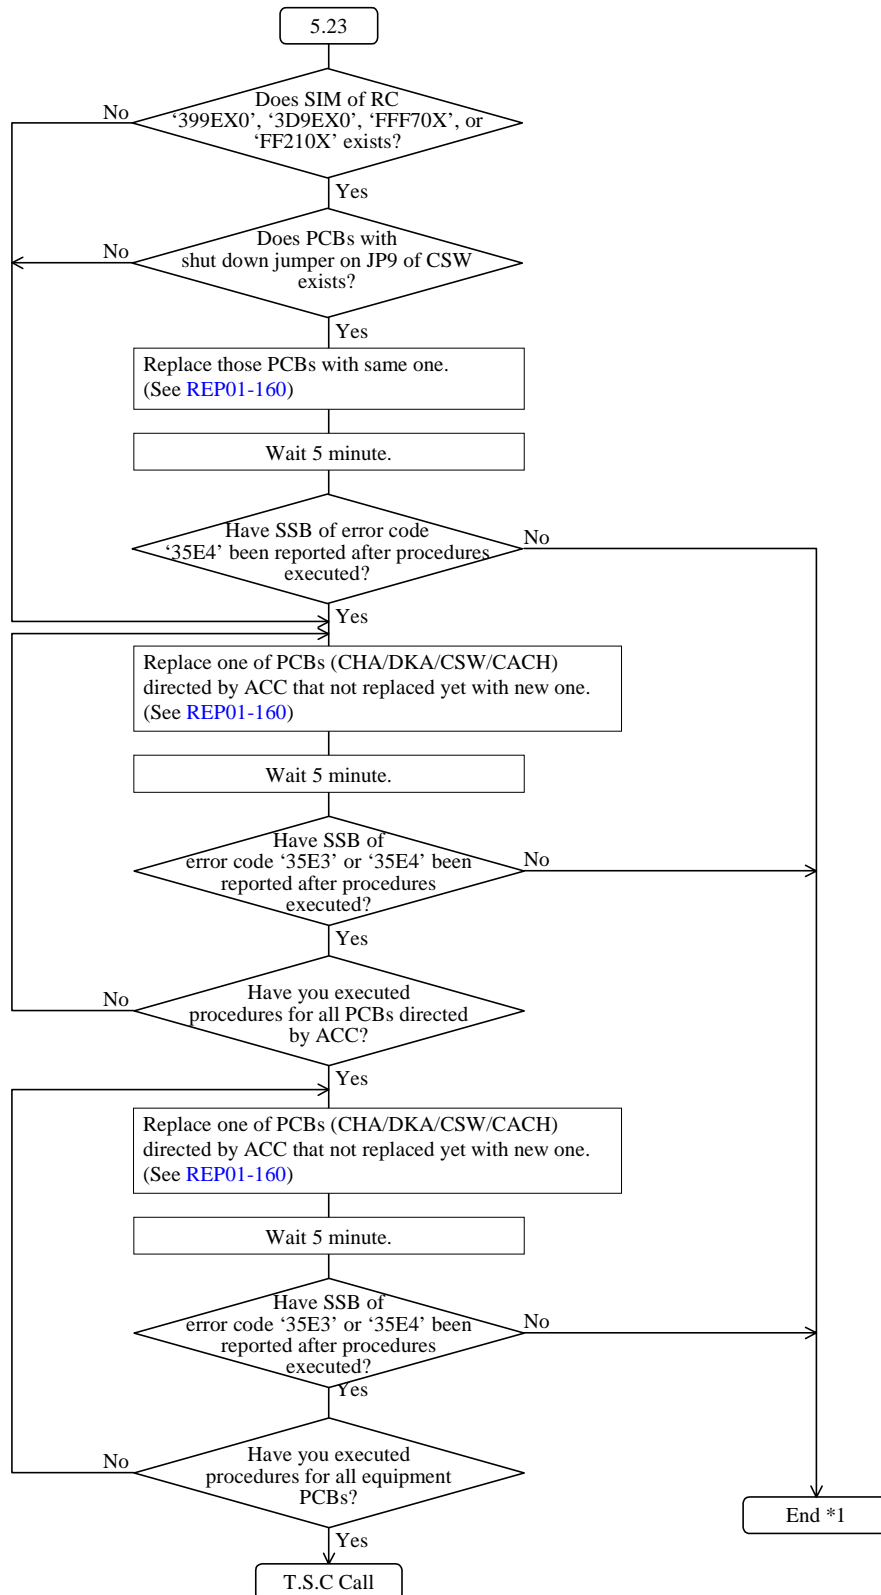 5.23
Does SIM of RC
‘399EX0’, ‘3D9EX0’, ‘FFF70X’, or
‘FF210X’ exists?
No
Yes
Does PCBs with
shut down jumper on JP9 of CSW
exists?
No
Yes
Replace those PCBs with same one.
(See REP01-160)
Wait 5 minute.
Have SSB of error code
‘35E4’ been reported after procedures
executed?
No
Yes
Replace one of PCBs (CHA/DKA/CSW/CACH)
directed by ACC that not replaced yet with new one.
(See REP01-160)
Wait 5 minute.
Have SSB of
error code ‘35E3’ or ‘35E4’ been
reported after procedures
executed?
No
Yes
Have you executed
procedures for all PCBs directed
by ACC?
No
Yes
Replace one of PCBs (CHA/DKA/CSW/CACH)
directed by ACC that not replaced yet with new one.
(See REP01-160)
Wait 5 minute.
Have SSB of
error code ‘35E3’ or ‘35E4’ been
reported after procedures
executed?
No
Yes
Have you executed
procedures for all equipment
PCBs?
No
Yes
End *1
T.S.C Call